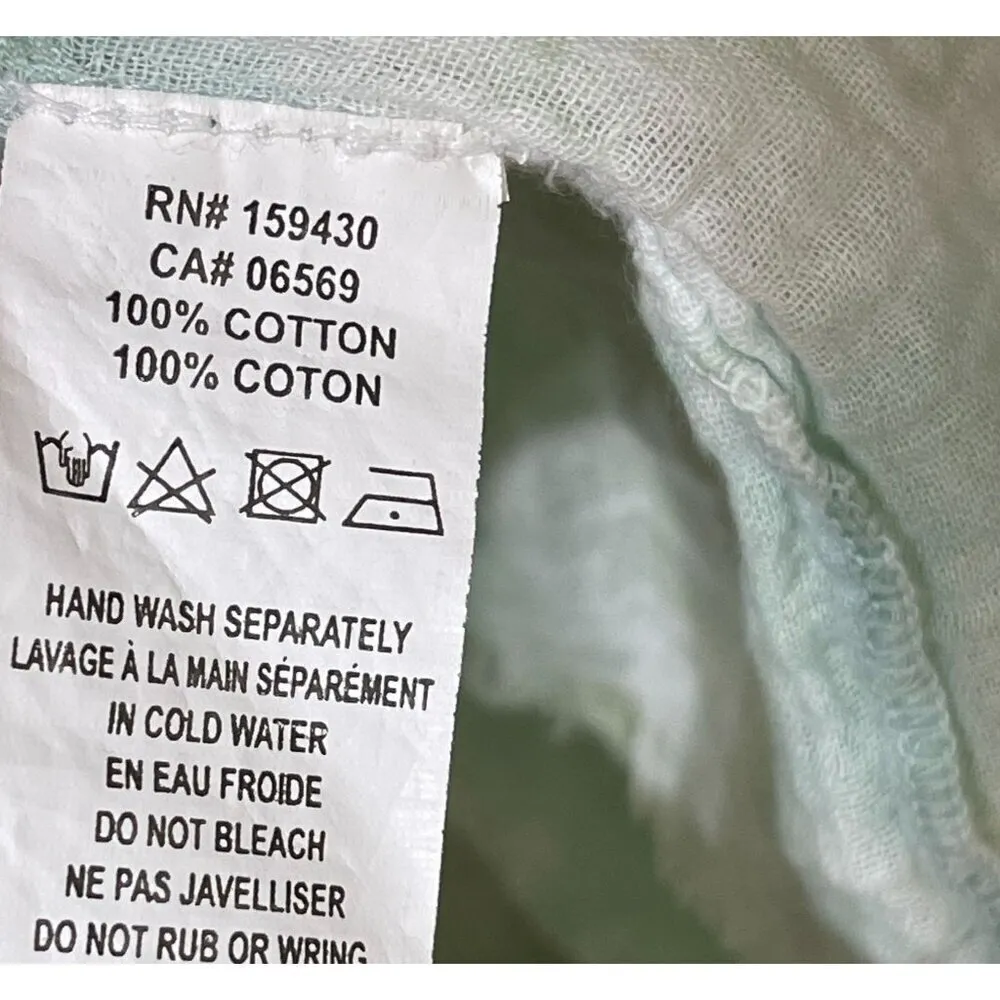 RN# 159430
CA# 06569
100% COTTON
100% COTON
HAND WASH SEPARATELY
LAVAGE À LA MAIN SÉPARÉMENT
IN COLD WATER
EN EAU FROIDE
DO NOT BLEACH
NE PAS JAVELLISER
DO NOT RUB OR WRING